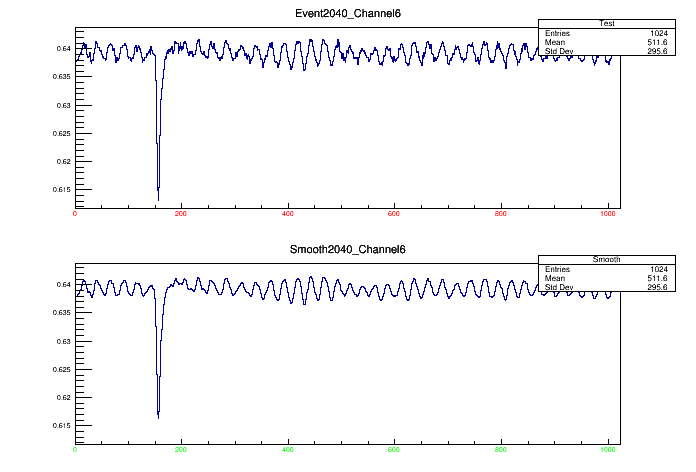 Event2040_Channel6
Test
Entries 1024
Mean 511.6
Std Dev 295.6
0.64
0.635
0.63
0.625
0.62
0.615
0 200 400 600 800 1000
Smooth2040_Channel6
Smooth
Entries 1024
Mean 511.6
Std Dev 295.6
0.64
0.635
0.63
0.625
0.62
0.615
0 200 400 600 800 1000